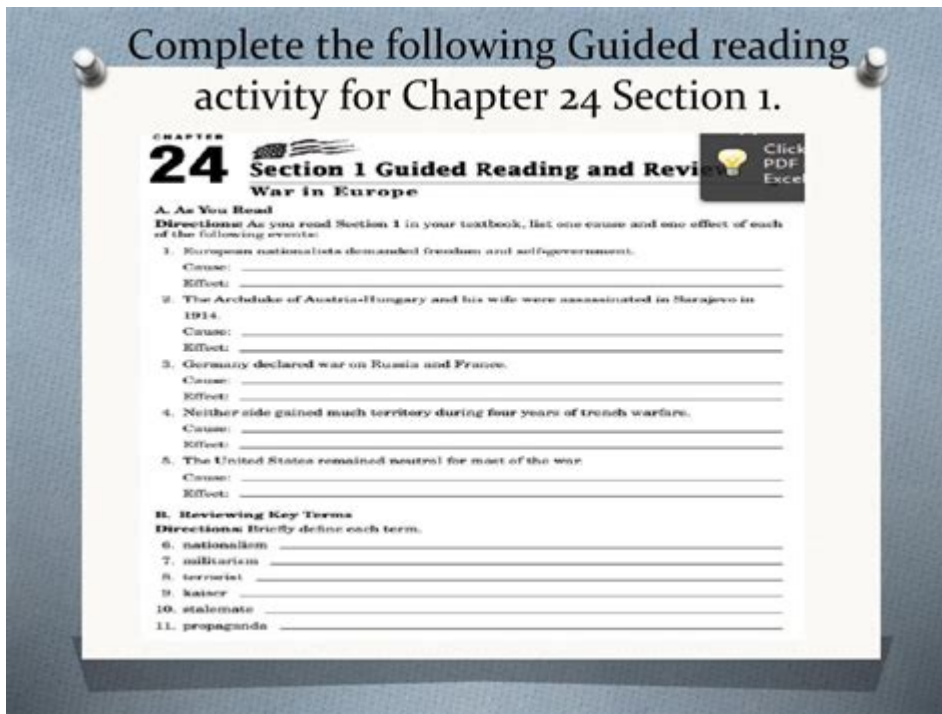 Complete the following Guided reading
activity for Chapter 24 Section 1.
CHAPTER
24
Section 1 Guided Reading and Revie
War in Europe
Click
PDF
Excel
A. As You Read
Directions: As you read Section 1 in your textbook, list one cause and one effect of each
of the following events:
1. European nationalists demanded freedom and self-government.
Cause:
Effect:
2. The Archduke of Austria-Hungary and his wife were assassinated in Sarajevo in
1914.
Cause:
Effect:
3. Germany declared war on Russia and France.
Cause:
Effect:
4. Neither side gained much territory during four years of trench warfare.
Cause:
Effect:
5. The United States remained neutral for most of the war.
Cause:
Effect:
B. Reviewing Key Terms
Directions: Briefly define each term.
6. nationalism
7. militarism
8. terrorist
9. kaiser
10. stalemate
11. propaganda